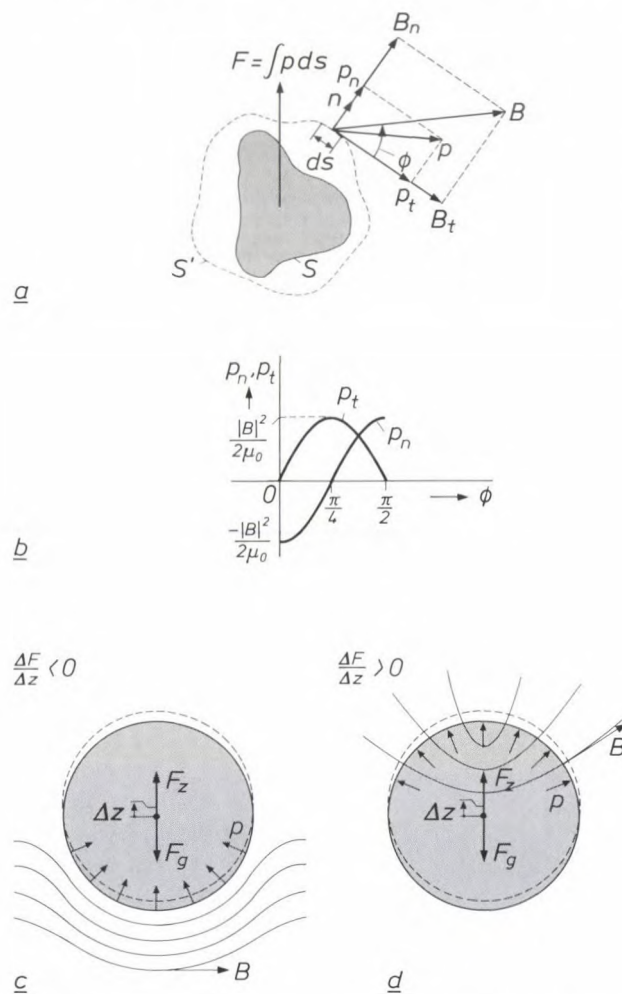 F = ∫p ds
B_n
p_n
n
B
p
ϕ
ds
p_t
B_t
S'
S
a
p_n, p_t
p_t
|B|²/2μ₀
p_n
0
π/4
π/2
ϕ
-|B|²/2μ₀
b
ΔF/Δz < 0
F_z
Δz
F_g
p
B
c
ΔF/Δz > 0
B
F_z
p
Δz
F_g
d